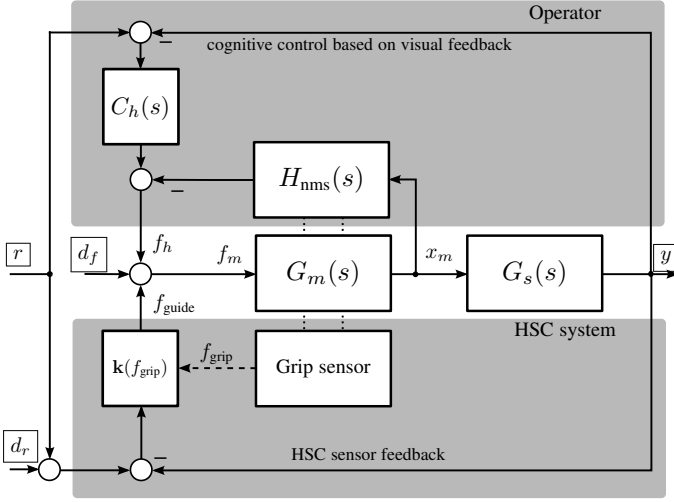 Operator
−
cognitive control based on visual feedback
C_h(s)
−
H_nms(s)
r
d_f
f_h
f_m
G_m(s)
x_m
G_s(s)
y
f_guide
HSC system
k(f_grip)
f_grip
Grip sensor
d_r
−
HSC sensor feedback